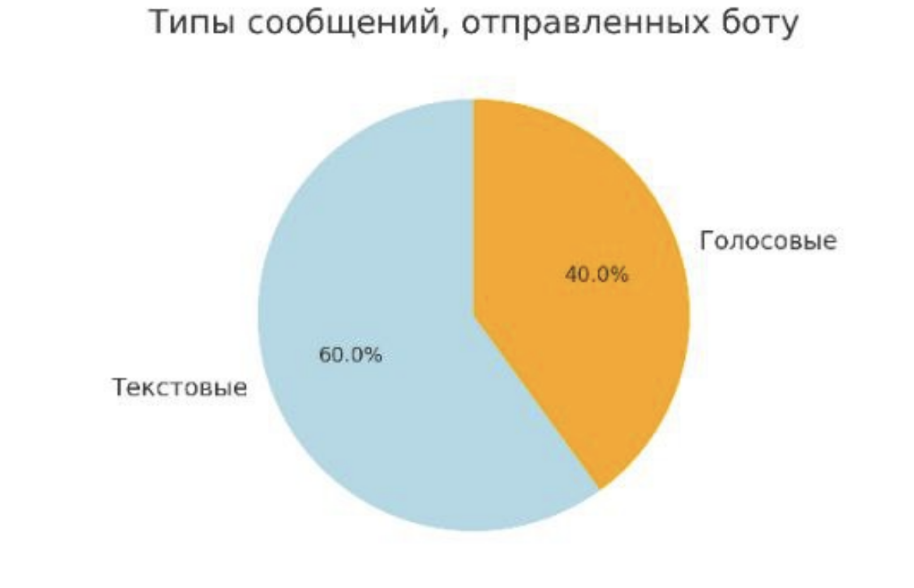 Типы сообщений, отправленных боту
Голосовые
40.0%
60.0%
Текстовые